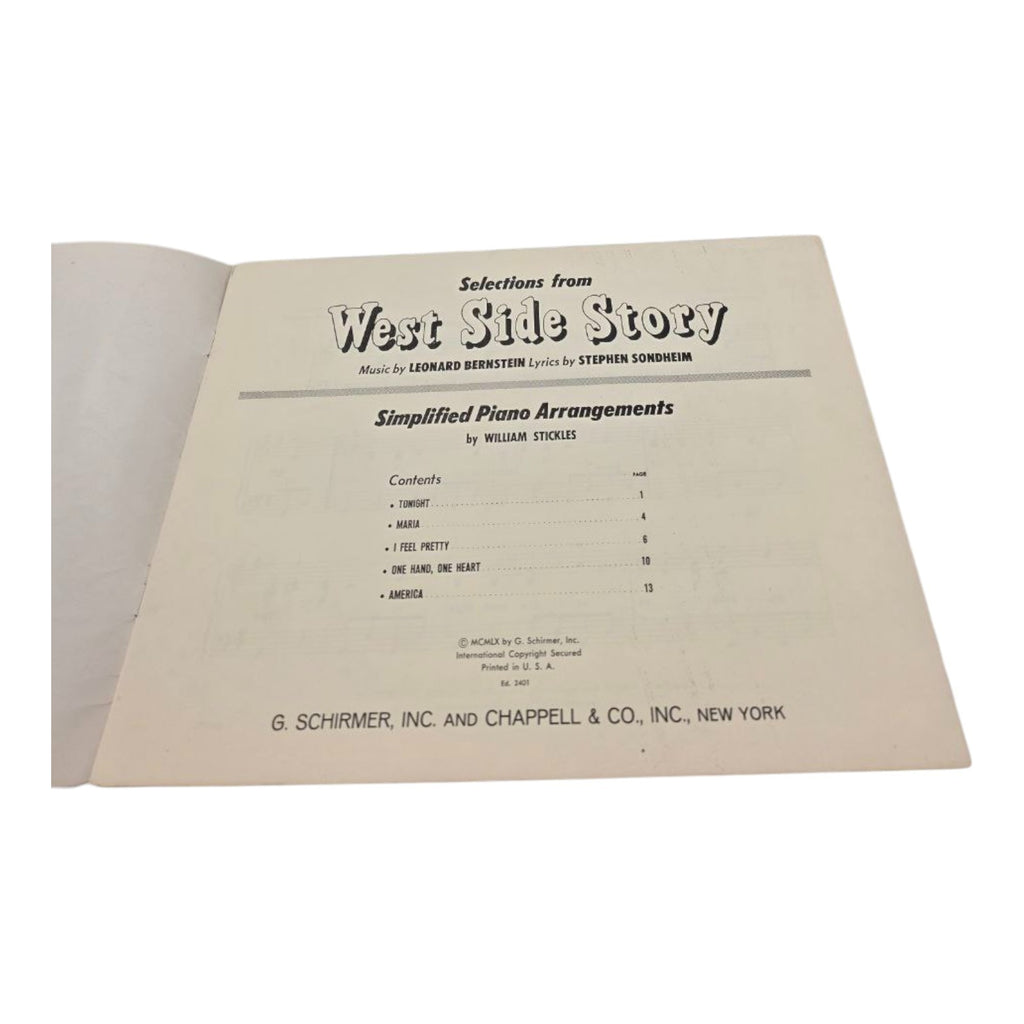 Selections from
West Side Story
Music by LEONARD BERNSTEIN Lyrics by STEPHEN SONDHEIM
Simplified Piano Arrangements
by WILLIAM STICKLES
Contents PAGE
• TONIGHT 1
• MARIA 4
• I FEEL PRETTY 6
• ONE HAND, ONE HEART 10
• AMERICA 13
© MCMLX by G. Schirmer, Inc.
International Copyright Secured
Printed in U. S. A.
Ed. 2401
G. SCHIRMER, INC. AND CHAPPELL & CO., INC., NEW YORK